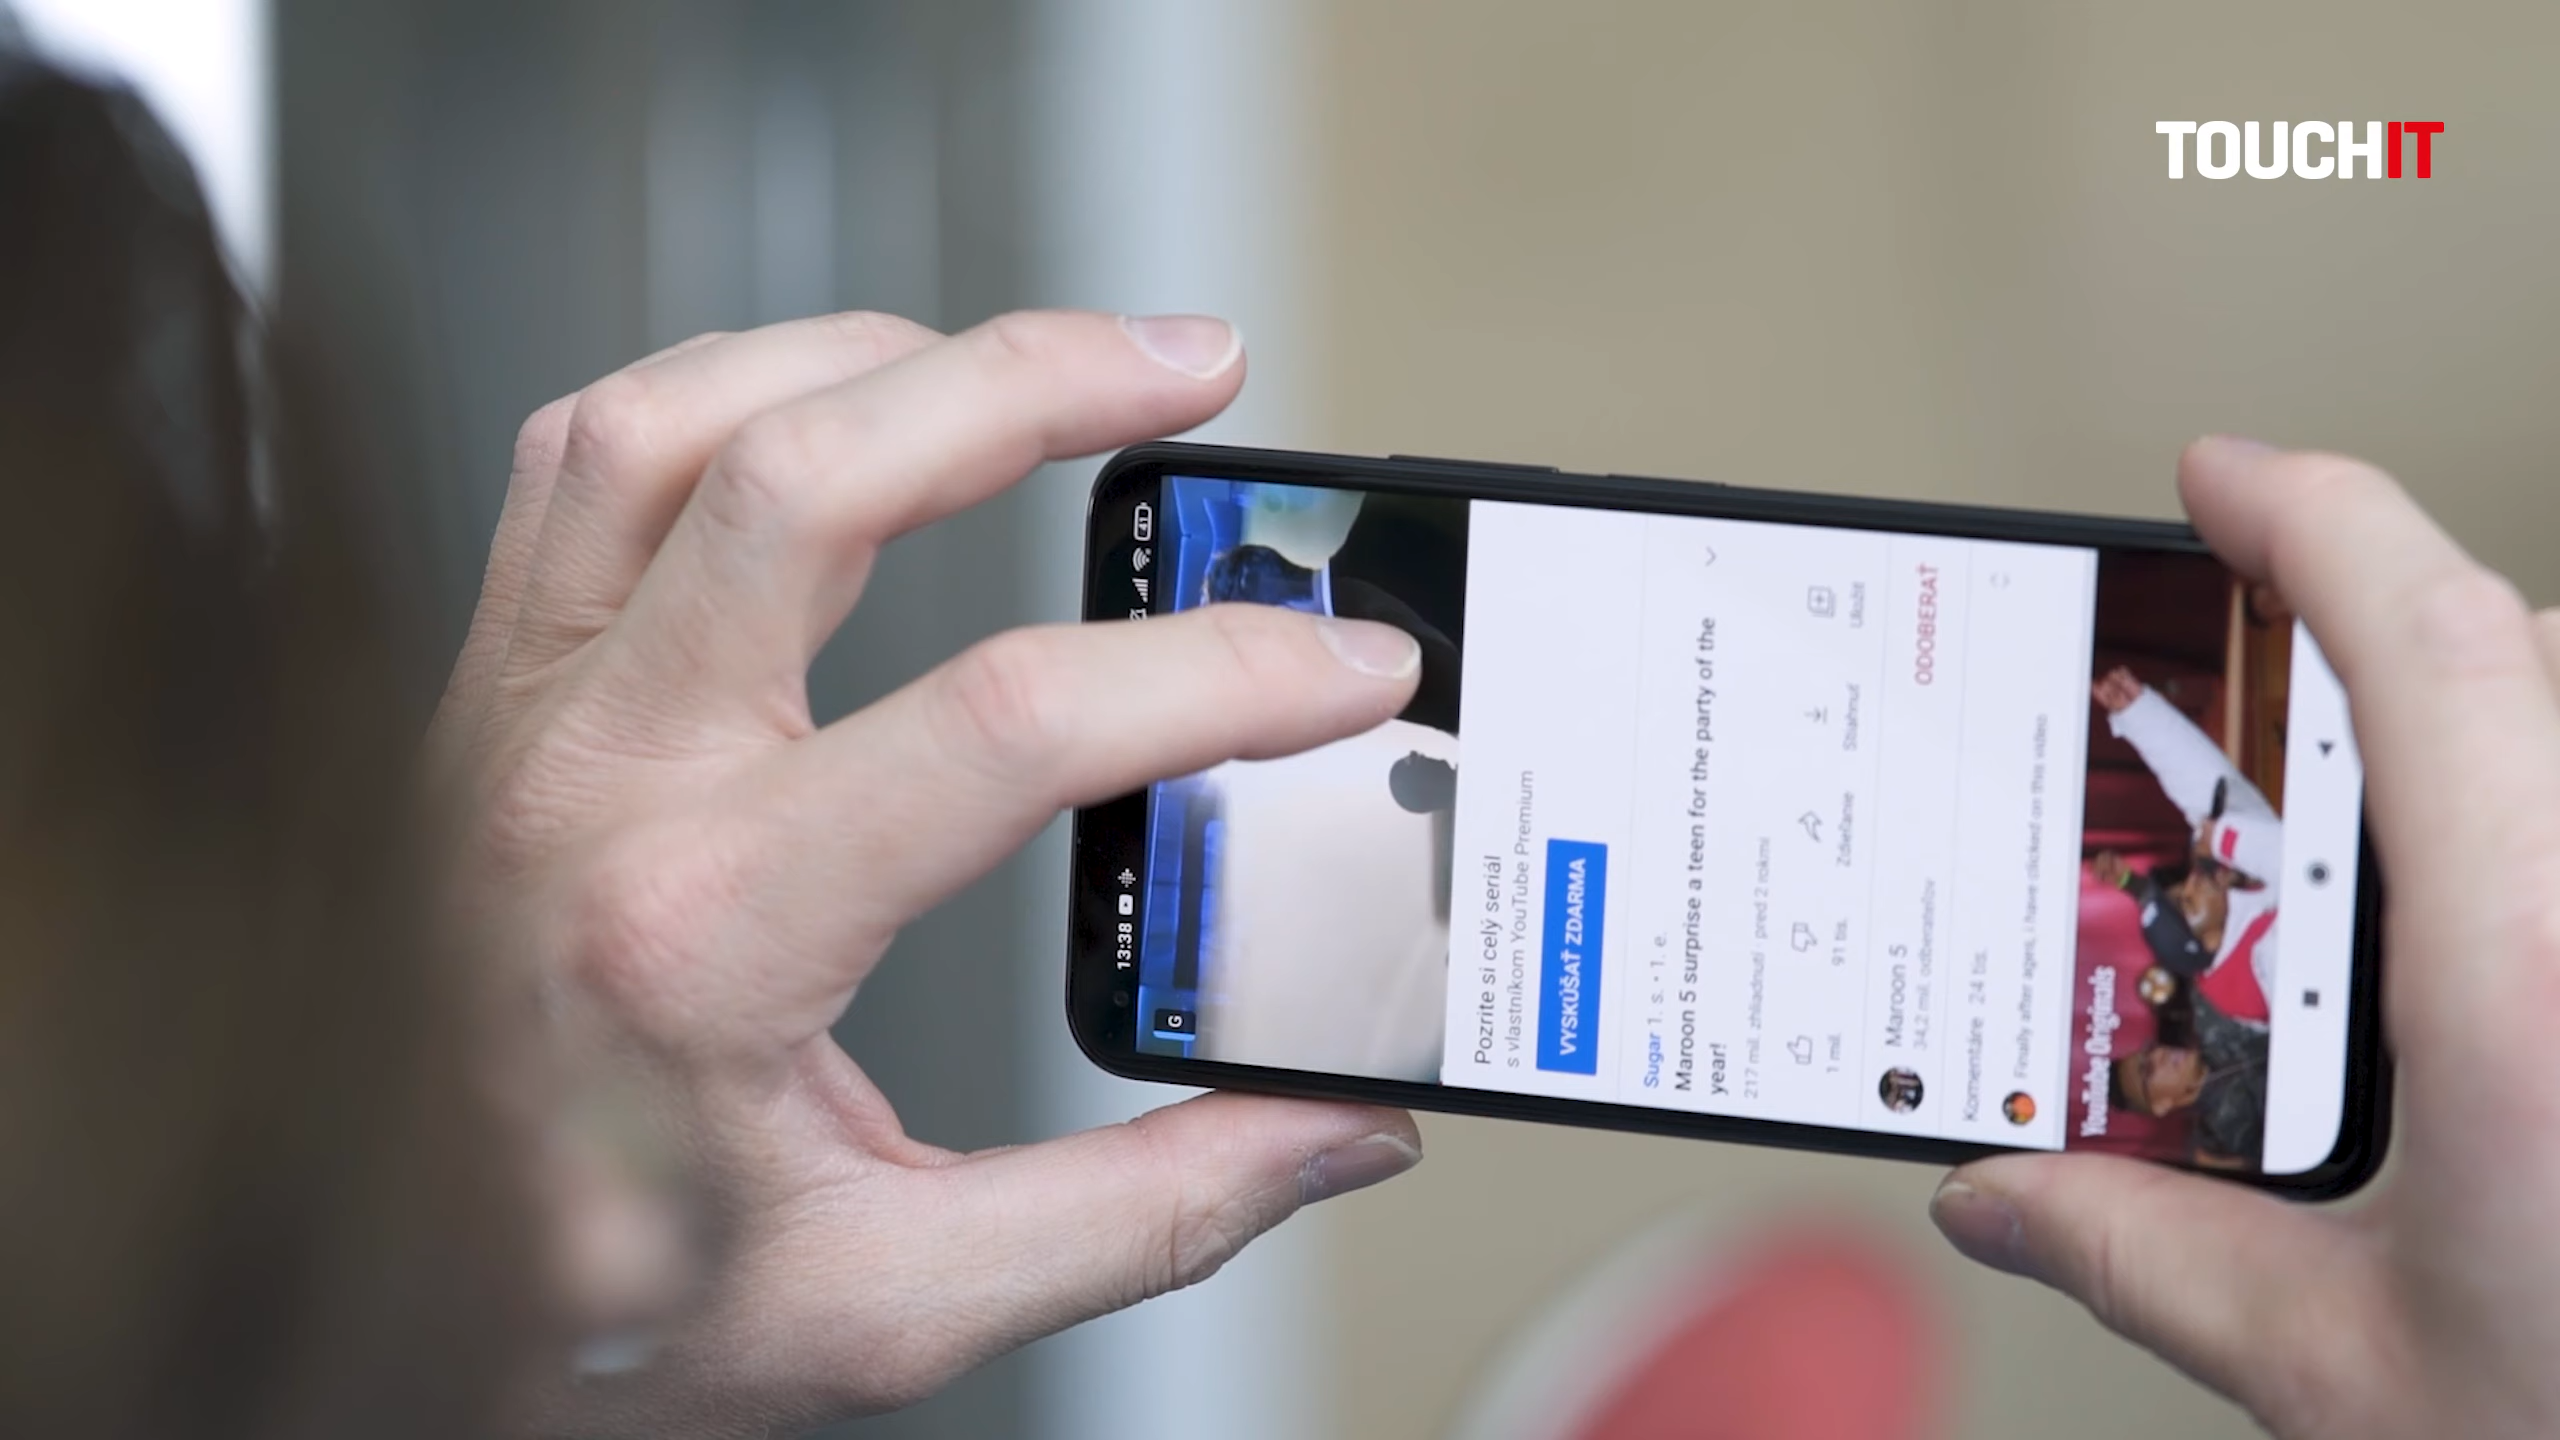 TOUCHIT
13:38
41
G
Pozrite si celý seriál
s vlastníkom YouTube Premium
VYSKÚŠAŤ ZDARMA
Sugar 1. s. • 1. e.
Maroon 5 surprise a teen for the party of the
year!
217 mil. zhliadnutí · pred 2 rokmi
1 mil.
91 tis.
Zdieľanie
Stiahnuť
Uložiť
Maroon 5
34,2 mil. odberateľov
ODOBERAŤ
Komentáre 24 tis.
Finally after ages, i have clicked on this video
YouTube Originals